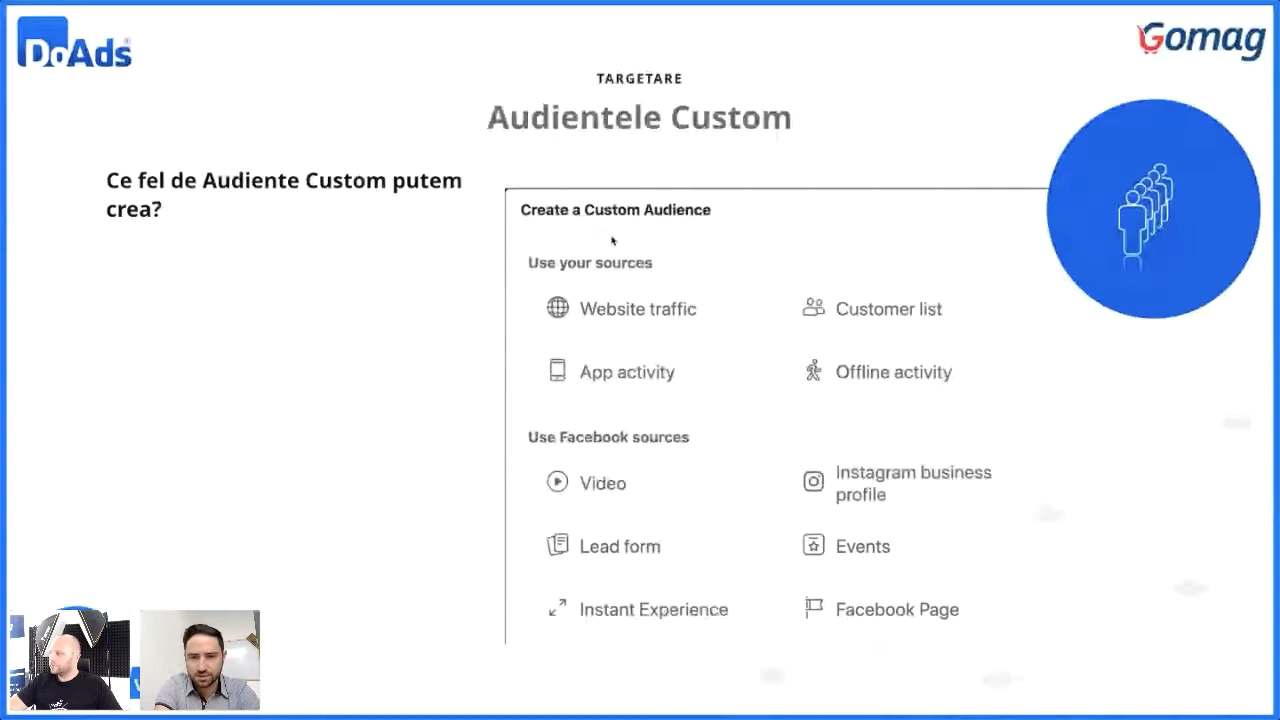 DoAds
Gomag
TARGETARE
Audientele Custom
Ce fel de Audiente Custom putem
crea?
Create a Custom Audience
Use your sources
Website traffic
Customer list
App activity
Offline activity
Use Facebook sources
Video
Instagram business
profile
Lead form
Events
Instant Experience
Facebook Page